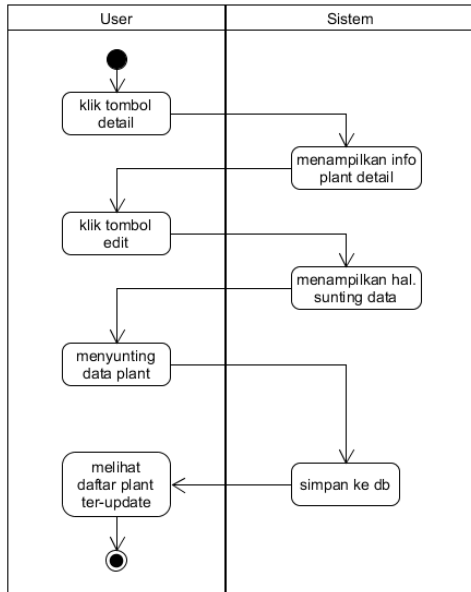 User
Sistem
klik tombol
detail
menampilkan info
plant detail
klik tombol
edit
menampilkan hal.
sunting data
menyunting
data plant
simpan ke db
melihat
daftar plant
ter-update